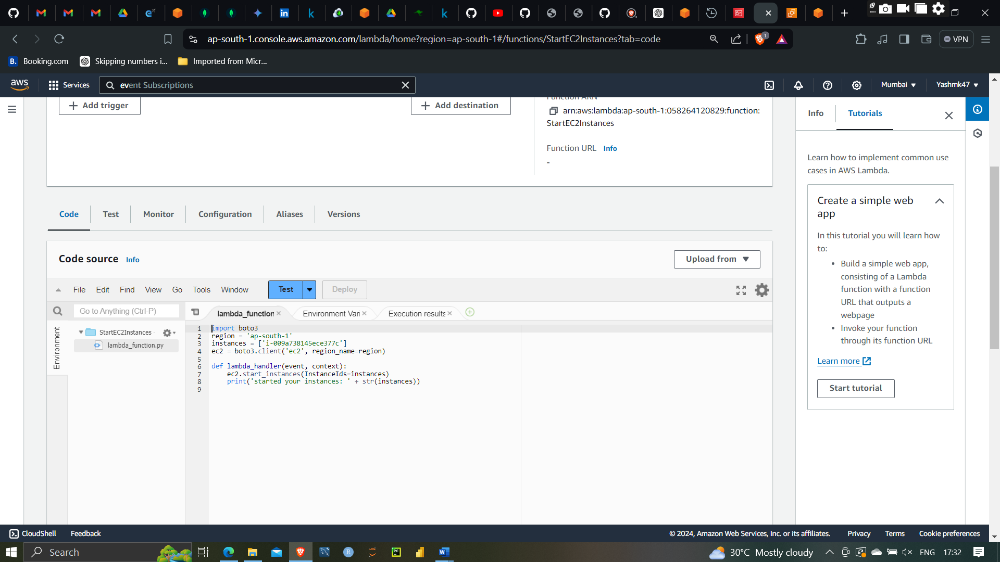 ap-south-1.console.aws.amazon.com/lambda/home?region=ap-south-1#/functions/StartEC2Instances?tab=code
1
VPN
B. Booking.com
Skipping numbers i...
Imported from Micr...
aws
Services
event Subscriptions
Mumbai
Yashmk47
Add trigger
Add destination
Function ARN
arn:aws:lambda:ap-south-1:058264120829:function:
StartEC2Instances
Function URL Info
-
Code
Test
Monitor
Configuration
Aliases
Versions
Code source Info
Upload from
File Edit Find View Go Tools Window
Test
Deploy
Go to Anything (Ctrl-P)
lambda_function
Environment Vari
Execution results
Environment
StartEC2Instances -
lambda_function.py
1 import boto3
2 region = 'ap-south-1'
3 instances = ['i-009a738145ece377c']
4 ec2 = boto3.client('ec2', region_name=region)
5
6 def lambda_handler(event, context):
7 ec2.start_instances(InstanceIds=instances)
8 print('started your instances: ' + str(instances))
9
Info
Tutorials
Learn how to implement common use
cases in AWS Lambda.
Create a simple web
app
In this tutorial you will learn how
to:
• Build a simple web app,
consisting of a Lambda
function with a function
URL that outputs a
webpage
• Invoke your function
through its function URL
Learn more
Start tutorial
CloudShell
Feedback
© 2024, Amazon Web Services, Inc. or its affiliates.
Privacy
Terms
Cookie preferences
Search
30°C Mostly cloudy
ENG
17:32